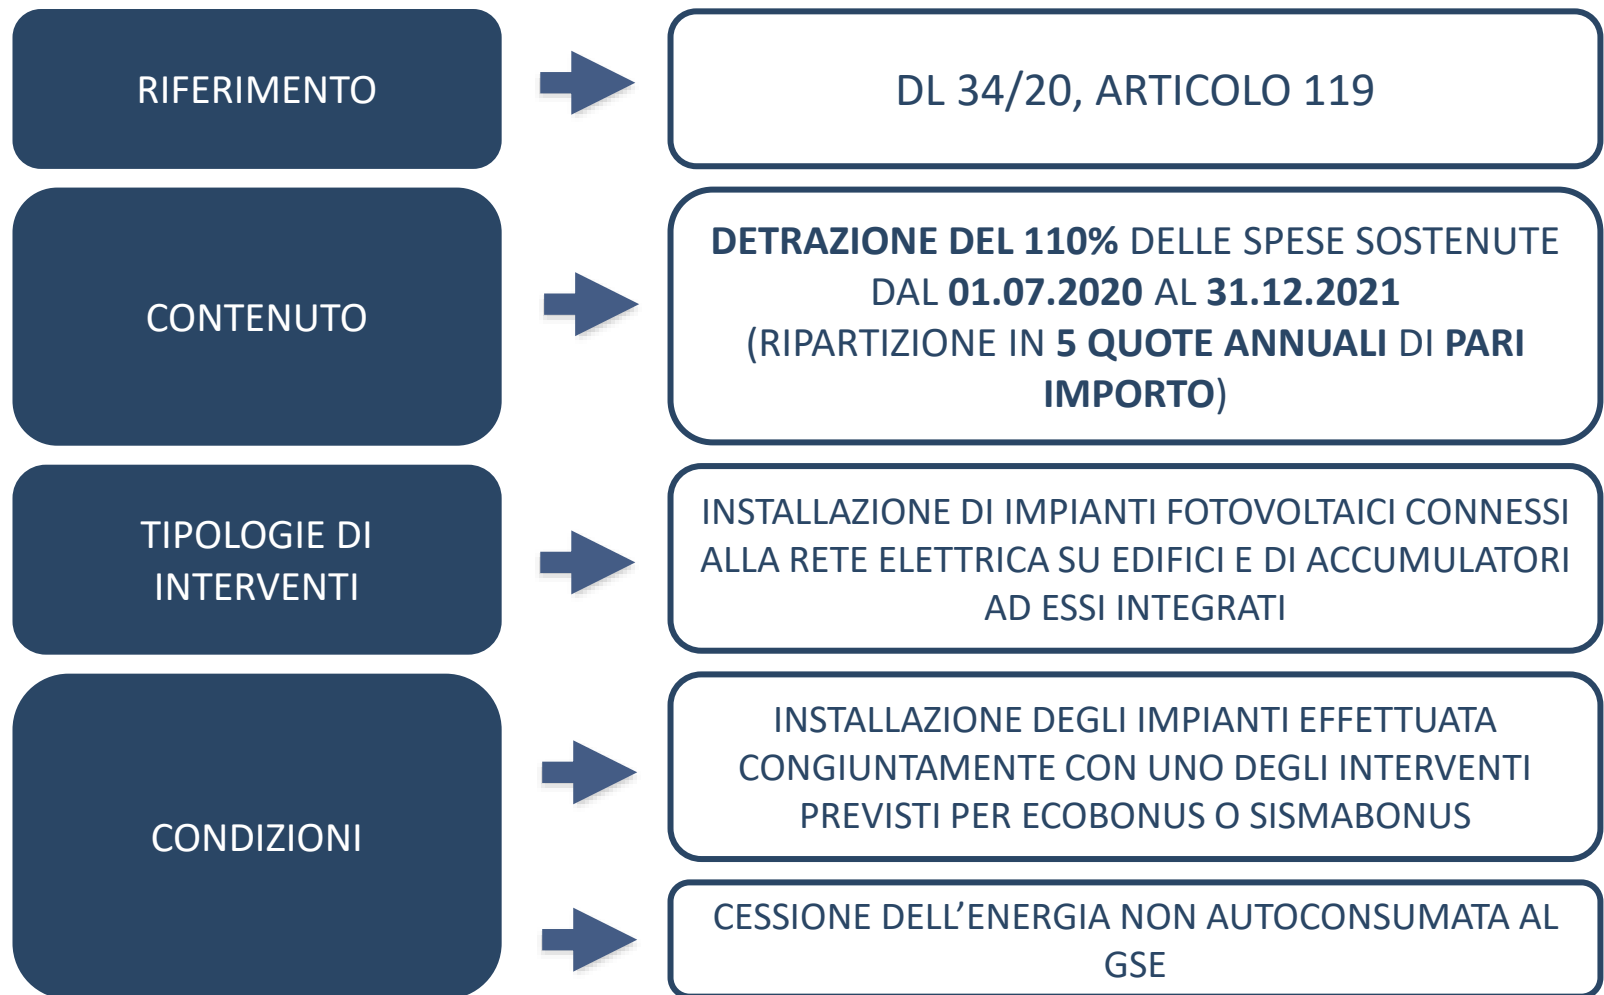 RIFERIMENTO
DL 34/20, ARTICOLO 119
CONTENUTO
DETRAZIONE DEL 110% DELLE SPESE SOSTENUTE
DAL 01.07.2020 AL 31.12.2021
(RIPARTIZIONE IN 5 QUOTE ANNUALI DI PARI
IMPORTO)
TIPOLOGIE DI
INTERVENTI
INSTALLAZIONE DI IMPIANTI FOTOVOLTAICI CONNESSI
ALLA RETE ELETTRICA SU EDIFICI E DI ACCUMULATORI
AD ESSI INTEGRATI
CONDIZIONI
INSTALLAZIONE DEGLI IMPIANTI EFFETTUATA
CONGIUNTAMENTE CON UNO DEGLI INTERVENTI
PREVISTI PER ECOBONUS O SISMABONUS
CESSIONE DELL’ENERGIA NON AUTOCONSUMATA AL
GSE